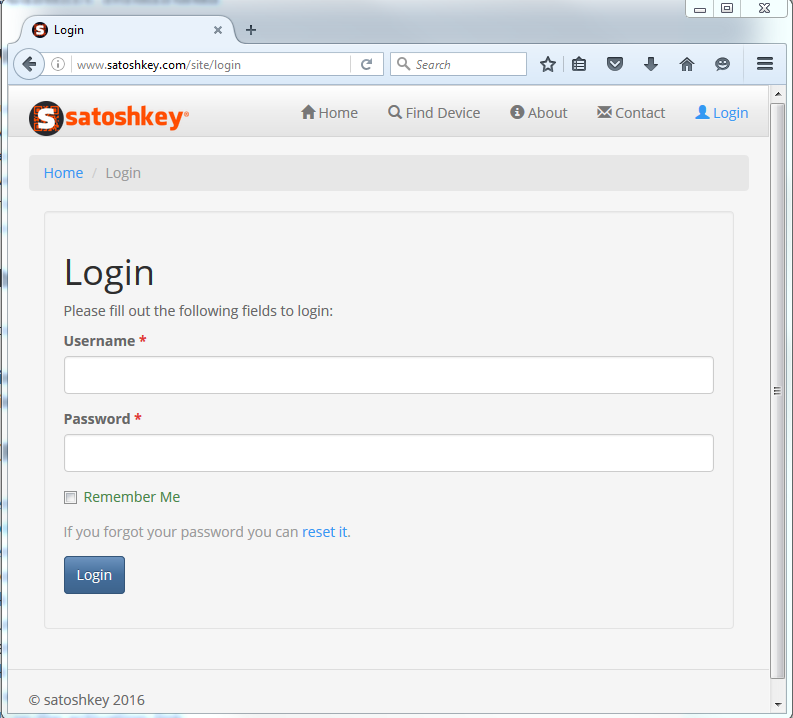 Login
www.satoshkey.com/site/login
Search
satoshkey®
Home
Find Device
About
Contact
Login
Home / Login
Login
Please fill out the following fields to login:
Username *
Password *
Remember Me
If you forgot your password you can reset it.
Login
© satoshkey 2016